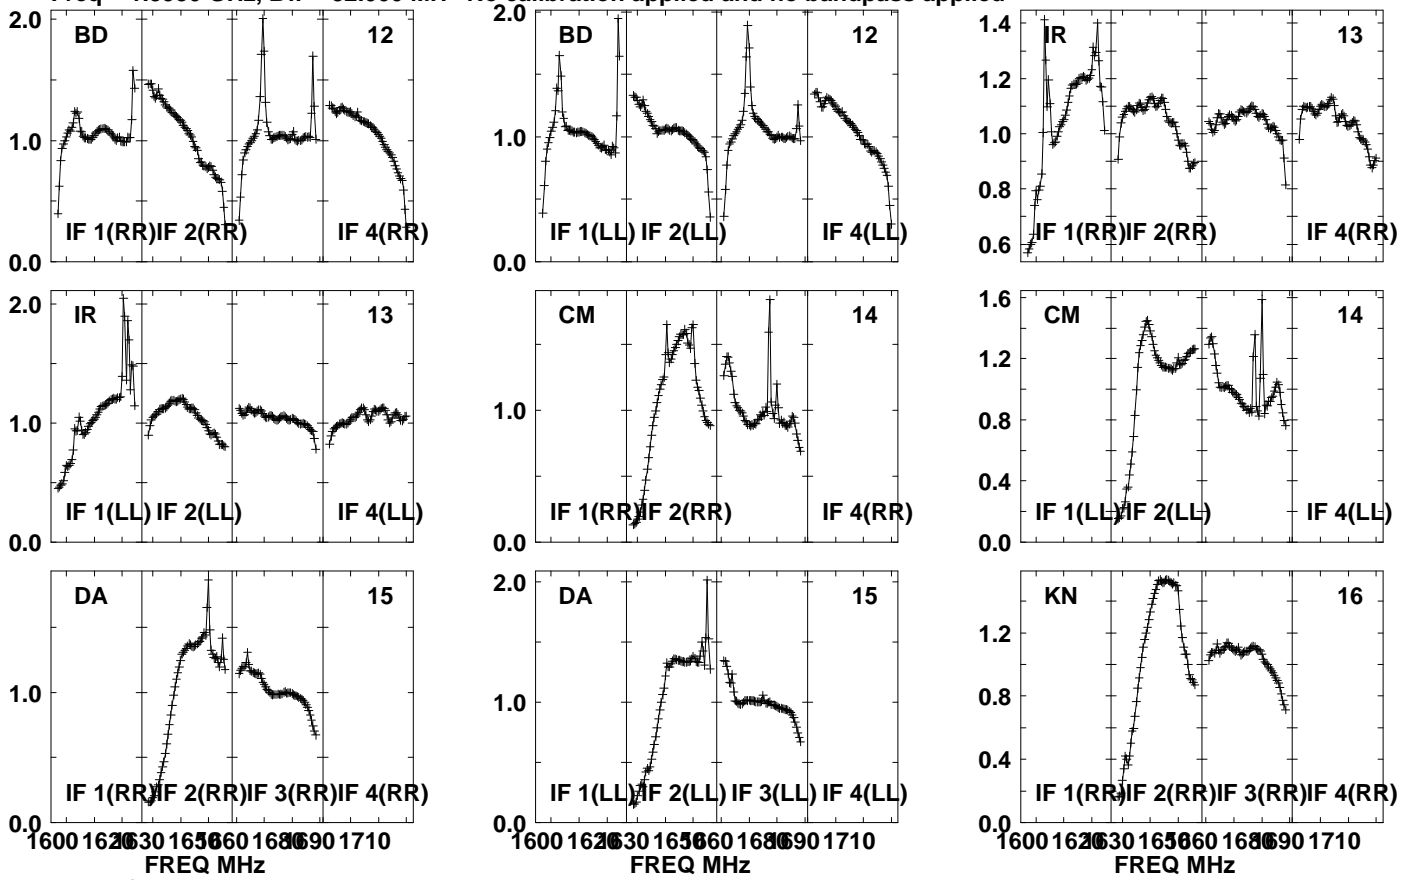 No calibration applied and no bandpass applied
2.0 BD 12 2.0 BD 12 1.4 IR 13
1.2
1.0 1.0 1.0
0.8
IF 1(RR) IF 2(RR) IF 4(RR) IF 1(LL) IF 2(LL) IF 4(LL) IF 1(RR) IF 2(RR) IF 4(RR)
0.6
0.0 0.0
2.0 IR 13 CM 14 1.6 CM 14
1.2
1.0 1.0 0.8
0.4
IF 1(LL) IF 2(LL) IF 4(LL) IF 1(RR) IF 2(RR) IF 4(RR) IF 1(LL) IF 2(LL) IF 4(LL)
0.0 0.0 0.0
DA 15 2.0 DA 15 KN 16
1.2
1.0 1.0 0.8
0.4
IF 1(RR) IF 2(RR) IF 3(RR) IF 4(RR) IF 1(LL) IF 2(LL) IF 3(LL) IF 4(LL) IF 1(RR) IF 2(RR) IF 3(RR) IF 4(RR)
0.0 0.0 0.0
1600 1620 1630 1650 1660 1680 1690 1710 1600 1620 1630 1650 1660 1680 1690 1710 1600 1620 1630 1650 1660 1680 1690 1710
FREQ MHz FREQ MHz FREQ MHz